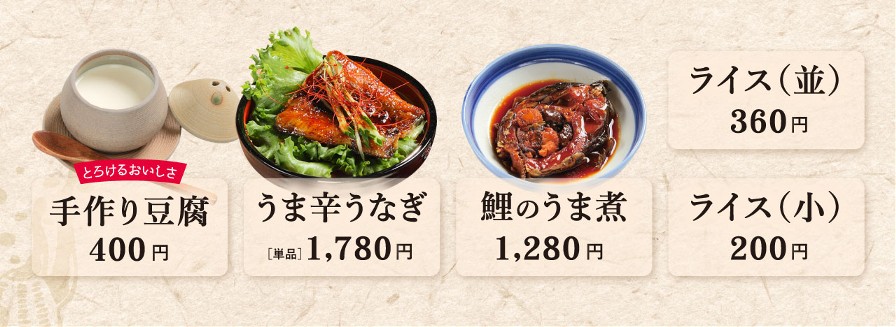 とろけるおいしさ
手作り豆腐
400円
うま辛うなぎ
[単品]1,780円
鯉のうま煮
1,280円
ライス(並)
360円
ライス(小)
200円